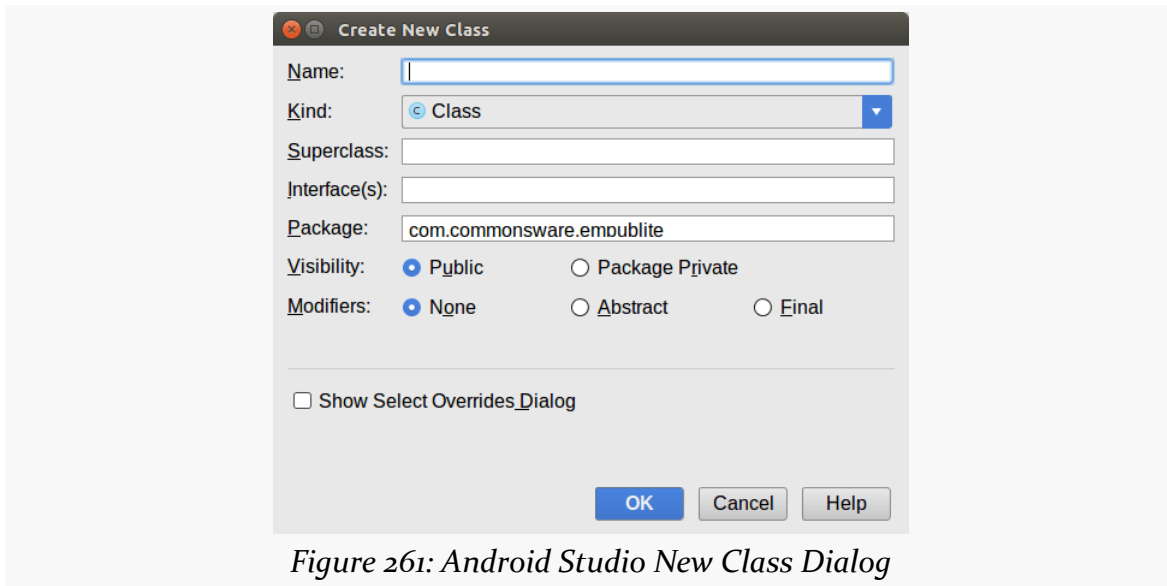 Create New Class
Name:
Kind: C Class
Superclass:
Interface(s):
Package: com.commonsware.empublite
Visibility: Public Package Private
Modifiers: None Abstract Final
Show Select Overrides Dialog
OK Cancel Help
Figure 261: Android Studio New Class Dialog